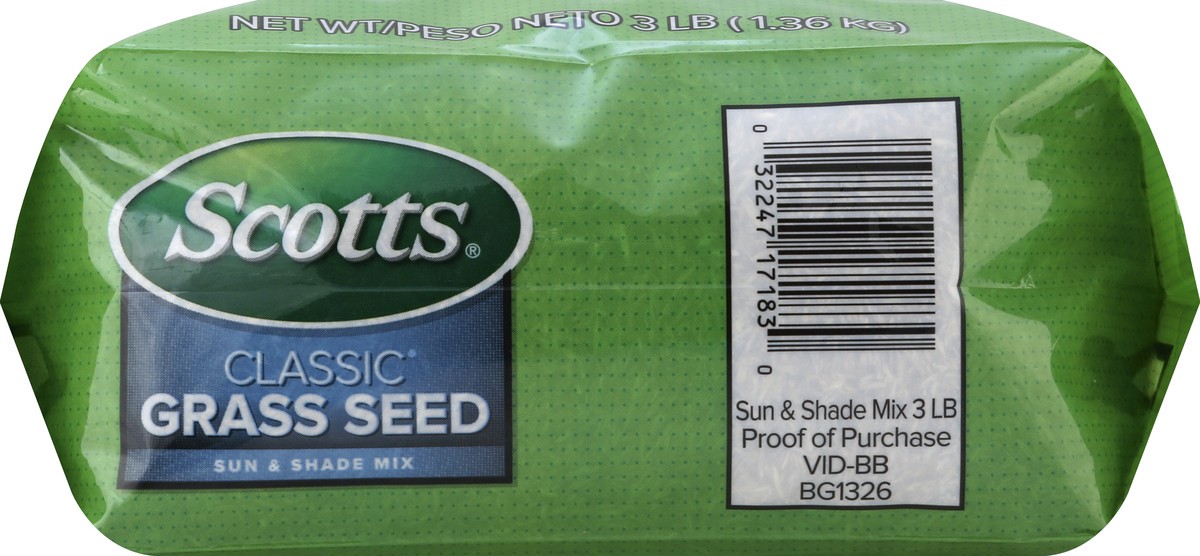 NET WT/PESO NETO 3 LB (1.36 KG)
Scotts®
CLASSIC®
GRASS SEED
SUN & SHADE MIX
0 32247 17183 0
Sun & Shade Mix 3 LB
Proof of Purchase
VID-BB
BG1326